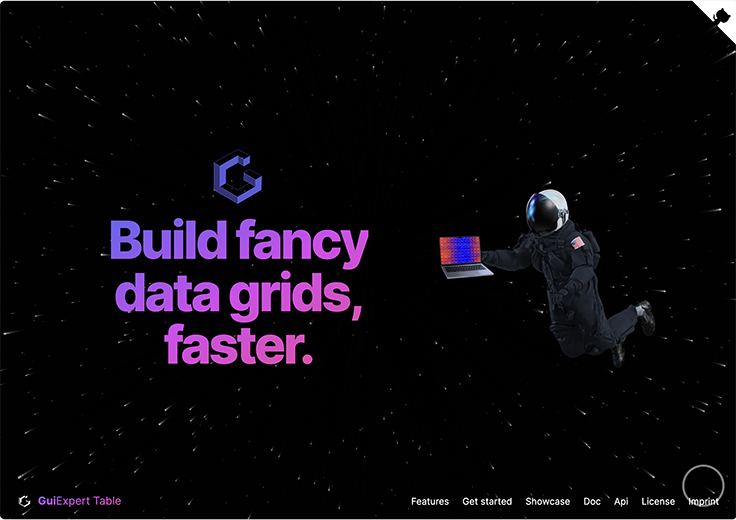 Build fancy
data grids,
faster.
GuiExpert Table
Features Get started Showcase Doc Api License Imprint